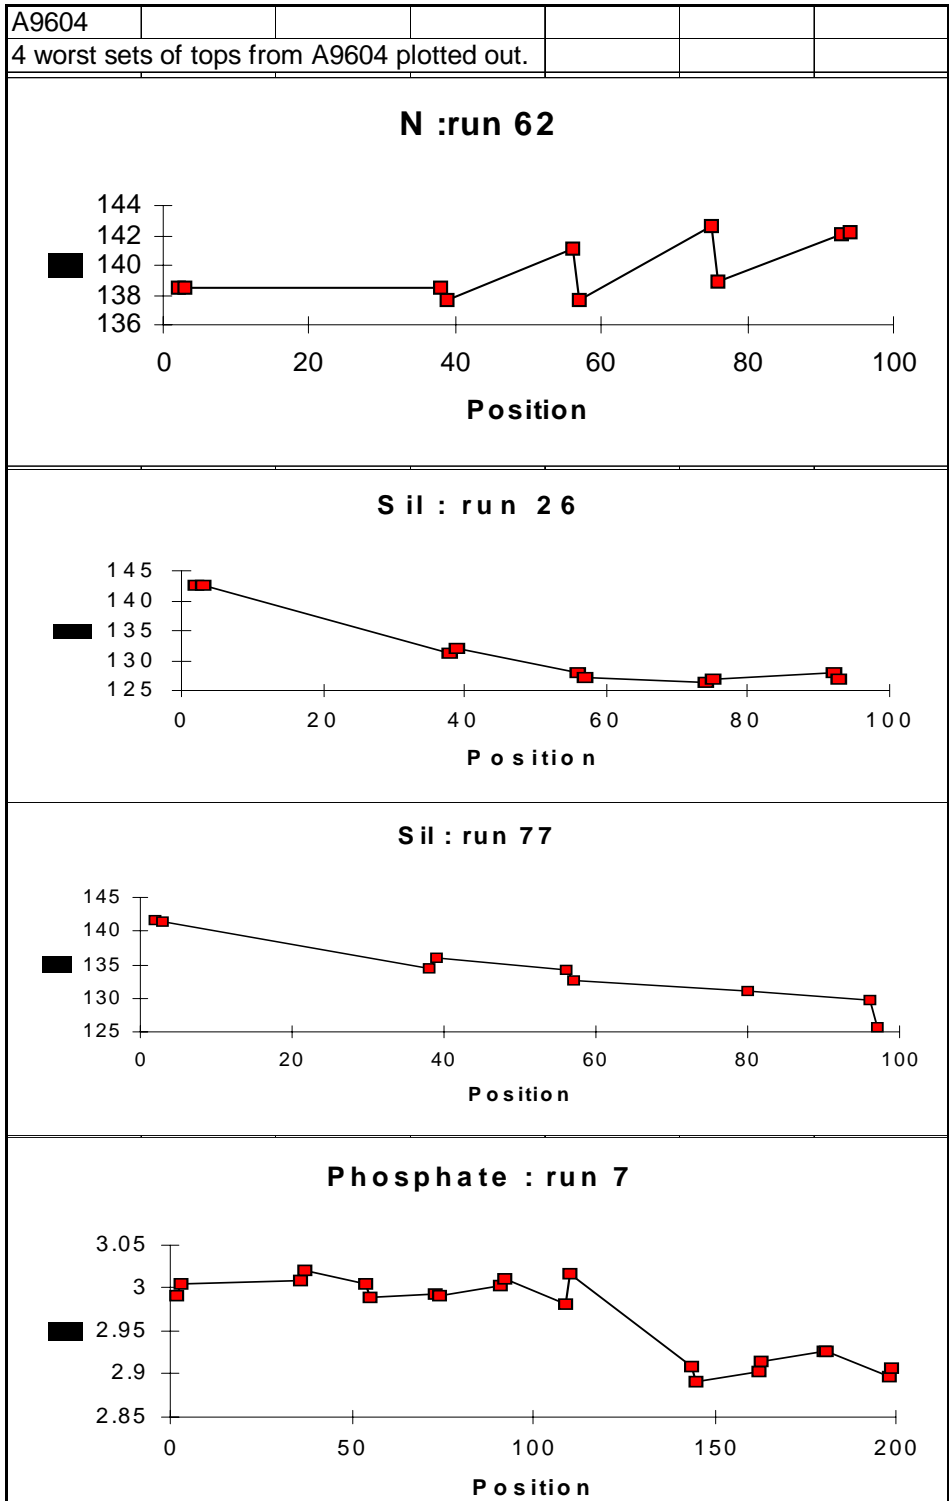 A9604
4 worst sets of tops from A9604 plotted out.
N :run 62
144
142
140
138
136
0 20 40 60 80 100
Position
Sil : run 26
145
140
135
130
125
0 20 40 60 80 100
Position
Sil : run 77
145
140
135
130
125
0 20 40 60 80 100
Position
Phosphate : run 7
3.05
3
2.95
2.9
2.85
0 50 100 150 200
Position